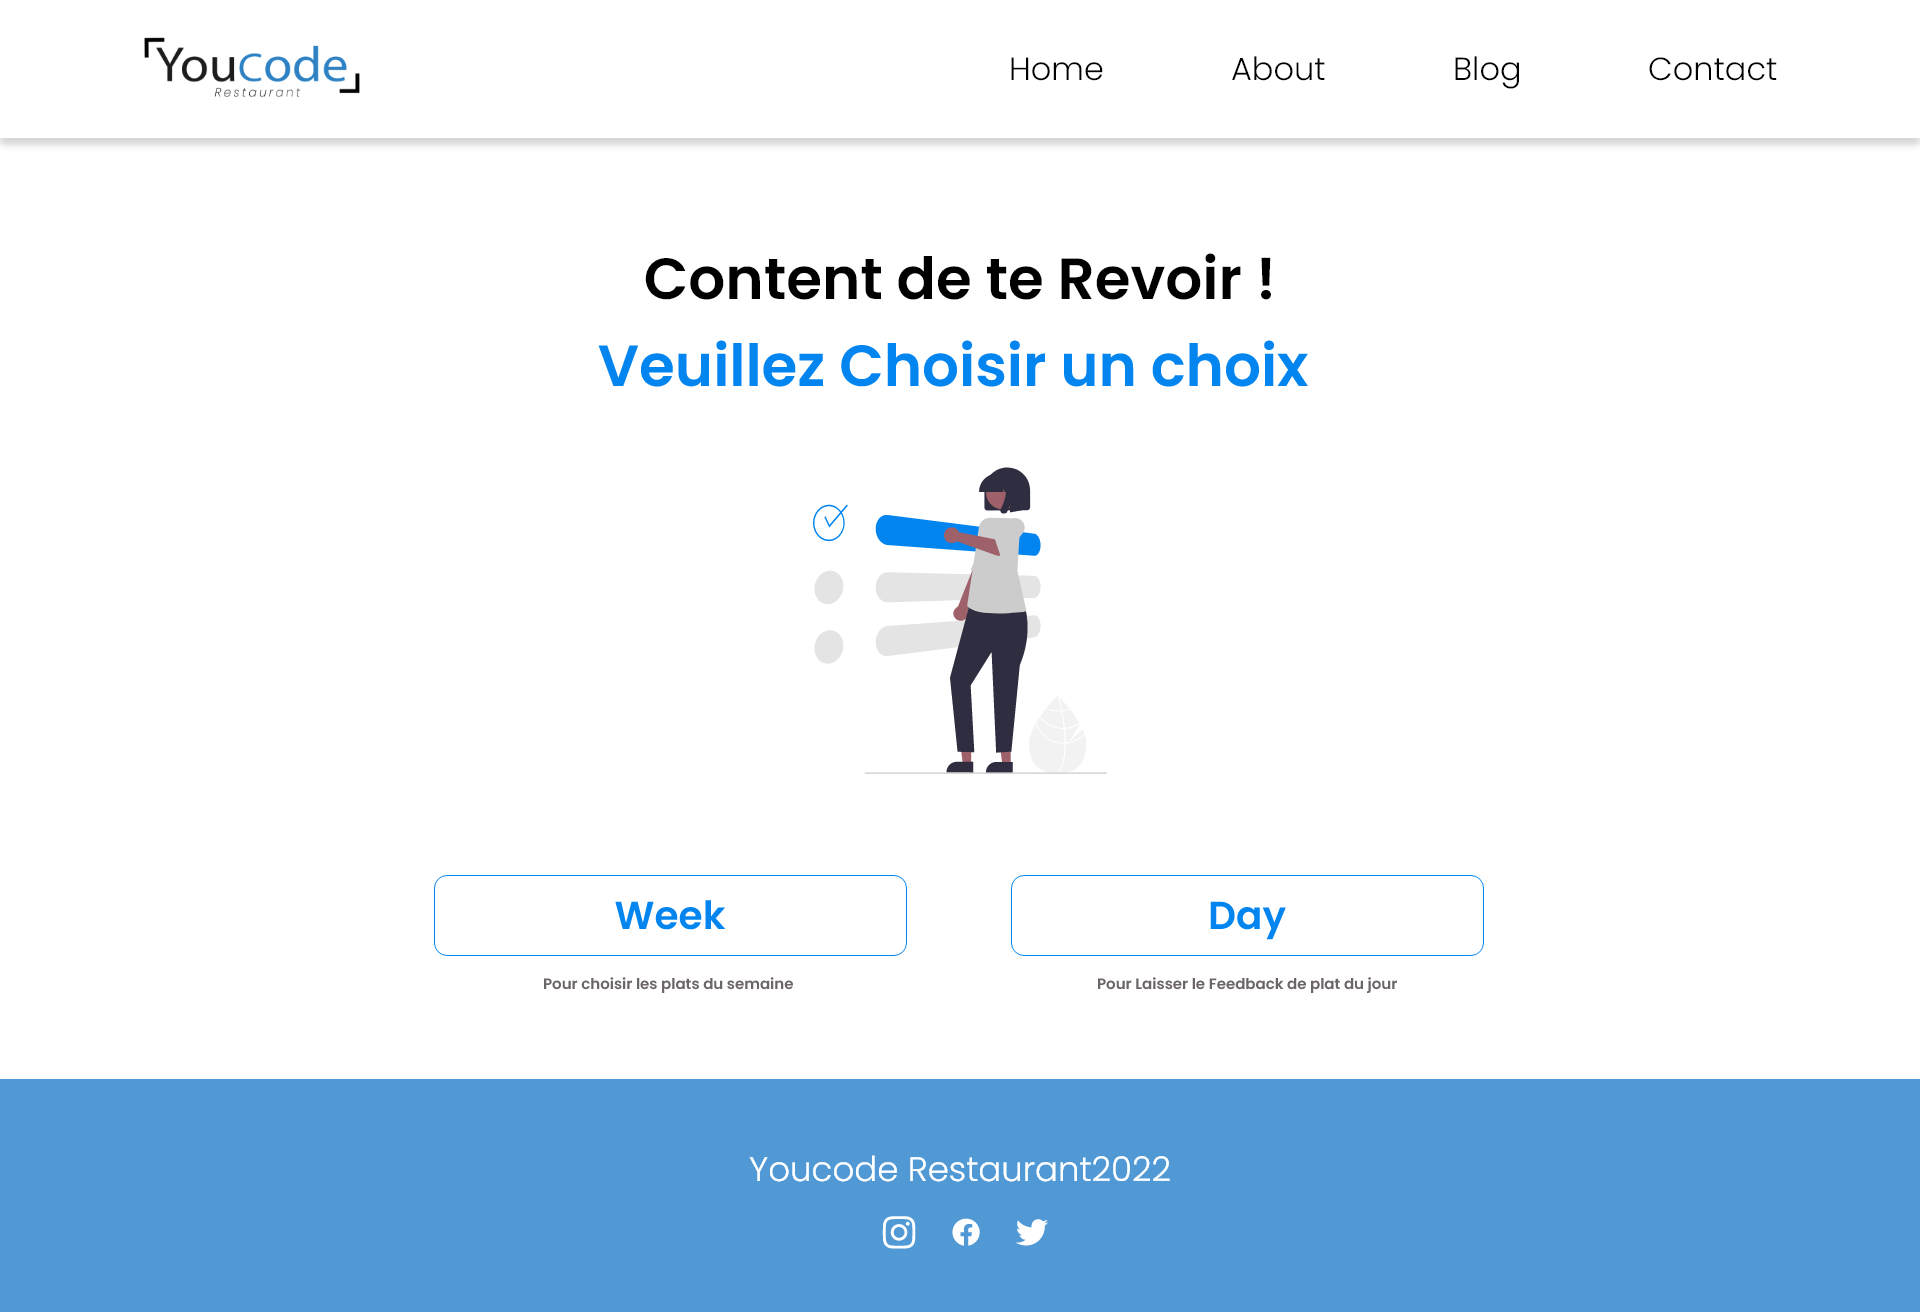 Youcode
Restaurant
Home About Blog Contact
Content de te Revoir !
Veuillez Choisir un choix
Week
Pour choisir les plats du semaine
Day
Pour Laisser le Feedback de plat du jour
Youcode Restaurant2022